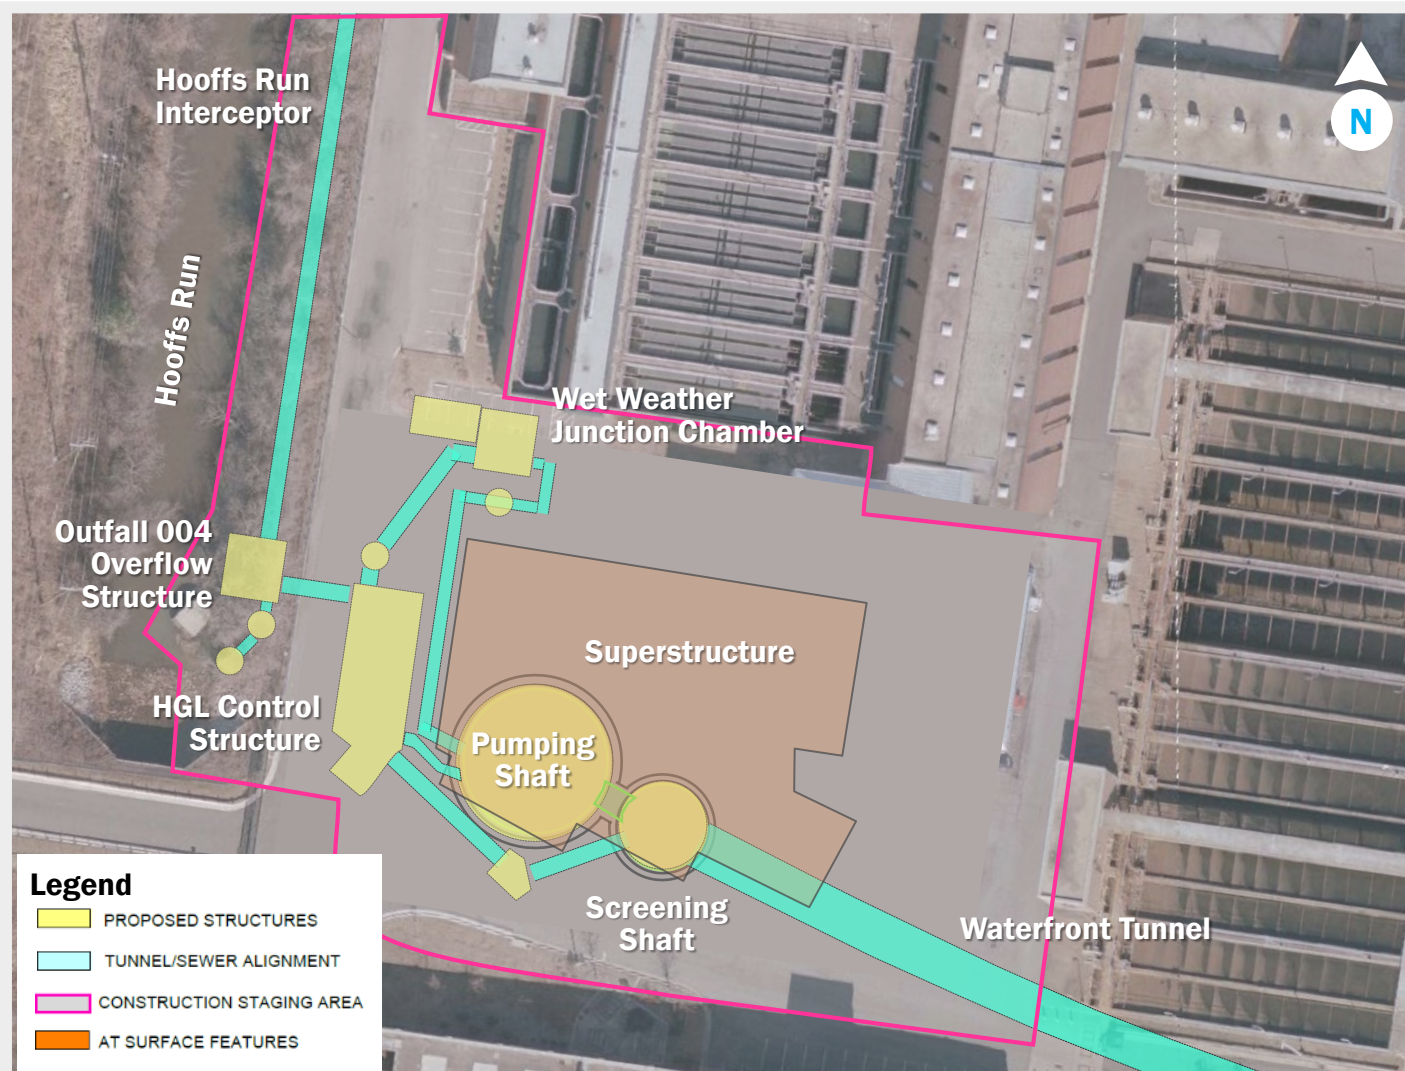 Hooffs Run
Interceptor
N
Hooffs Run
Wet Weather
Junction Chamber
Outfall 004
Overflow
Structure
Superstructure
HGL Control
Structure
Pumping
Shaft
Screening
Shaft
Waterfront Tunnel
Legend
PROPOSED STRUCTURES
TUNNEL/SEWER ALIGNMENT
CONSTRUCTION STAGING AREA
AT SURFACE FEATURES